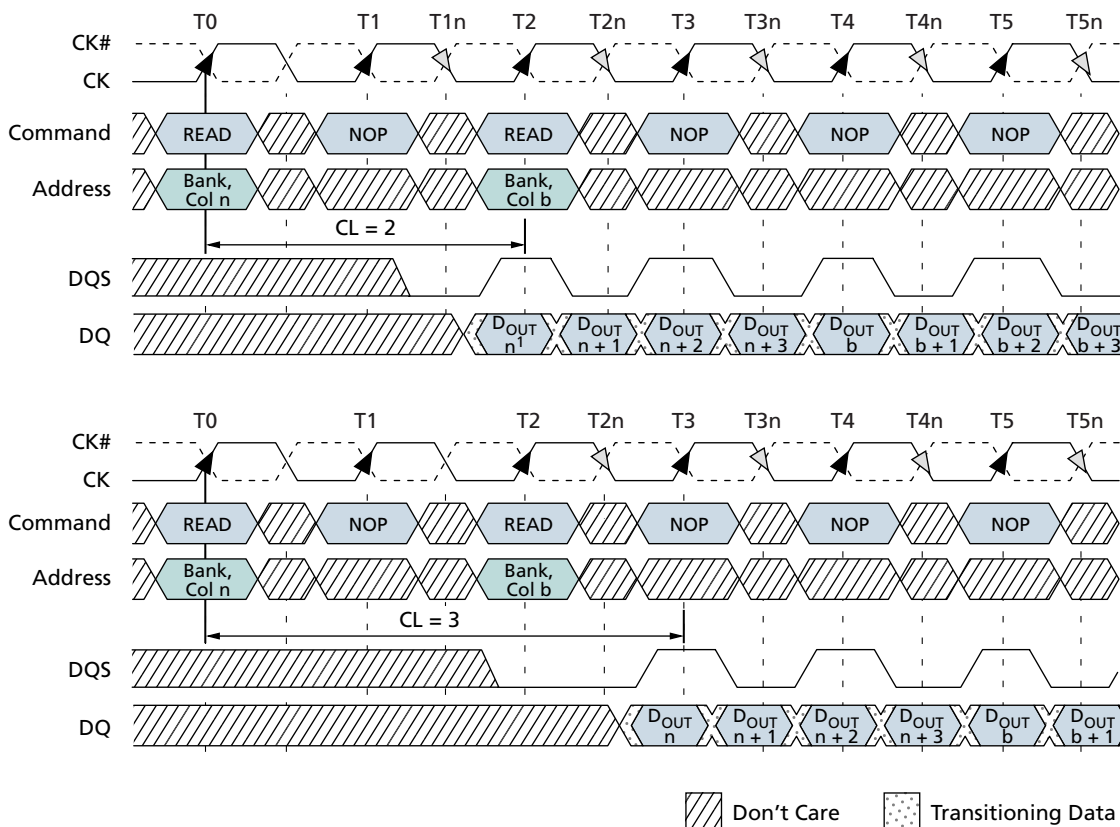 T0 T1 T1n T2 T2n T3 T3n T4 T4n T5 T5n
CK#
CK
Command READ NOP READ NOP NOP NOP
Address Bank, Col n Bank, Col b
CL = 2
DQS
DQ DOUT n1 DOUT n + 1 DOUT n + 2 DOUT n + 3 DOUT b DOUT b + 1 DOUT b + 2 DOUT b + 3
T0 T1 T2 T2n T3 T3n T4 T4n T5 T5n
CK#
CK
Command READ NOP READ NOP NOP NOP
Address Bank, Col n Bank, Col b
CL = 3
DQS
DQ DOUT n DOUT n + 1 DOUT n + 2 DOUT n + 3 DOUT b DOUT b + 1
Don't Care Transitioning Data